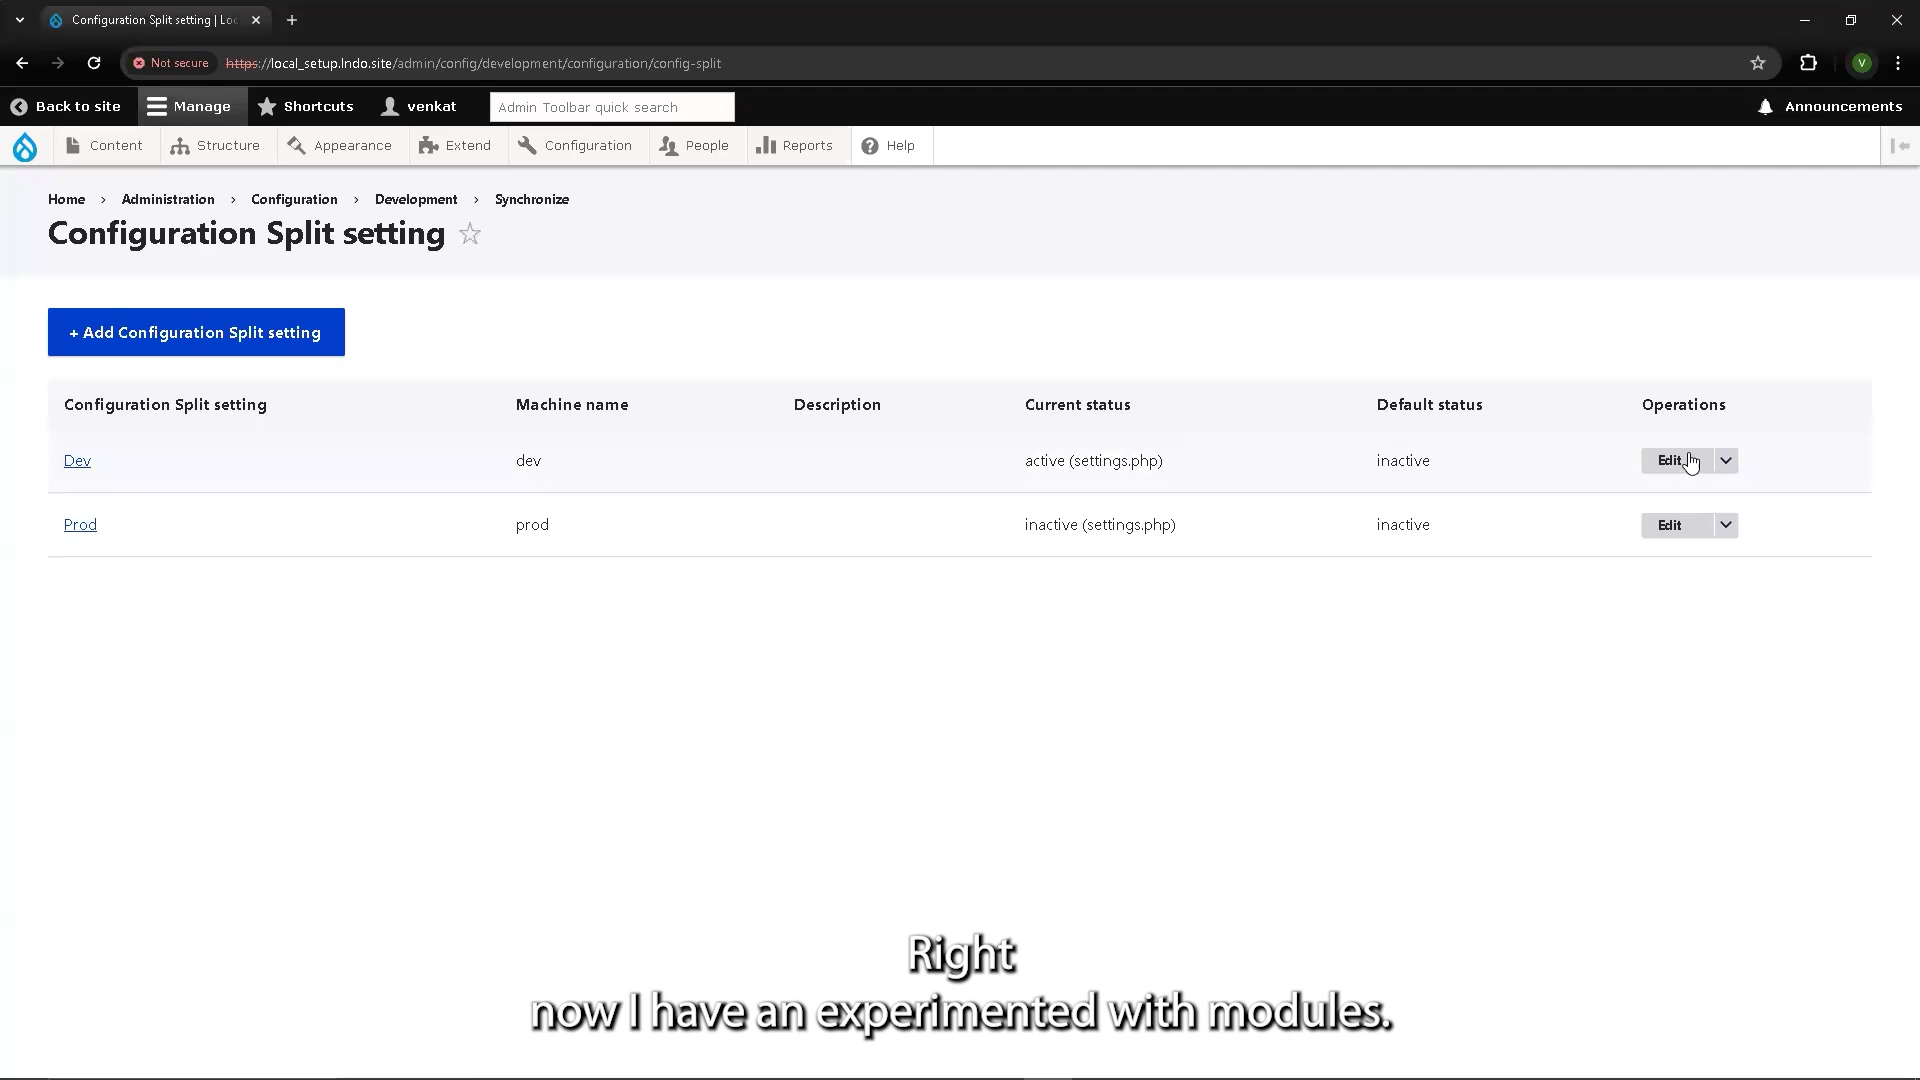 Configuration Split setting | Loc
Not secure
https://local_setup.lndo.site/admin/config/development/configuration/config-split
V
Back to site
Manage
Shortcuts
venkat
Admin Toolbar quick search
Announcements
Content
Structure
Appearance
Extend
Configuration
People
Reports
Help
Home › Administration › Configuration › Development › Synchronize
Configuration Split setting
+ Add Configuration Split setting
Configuration Split setting Machine name Description Current status Default status Operations
Dev dev active (settings.php) inactive Edit
Prod prod inactive (settings.php) inactive Edit
Right
now I have an experimented with modules.